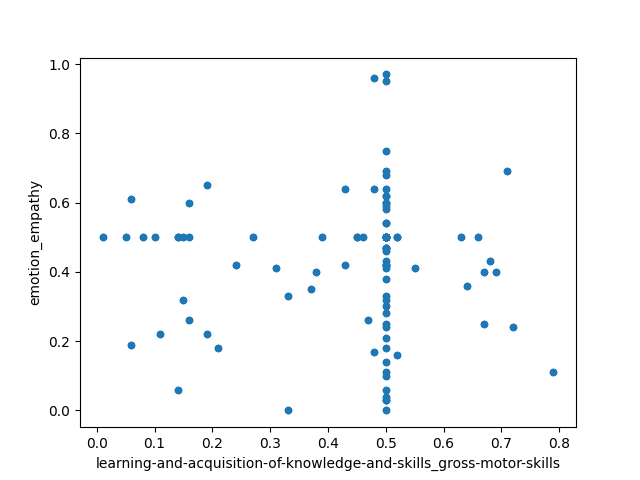 1.0
0.8
0.6
0.4
0.2
0.0
emotion_empathy
0.0 0.1 0.2 0.3 0.4 0.5 0.6 0.7 0.8
learning-and-acquisition-of-knowledge-and-skills_gross-motor-skills